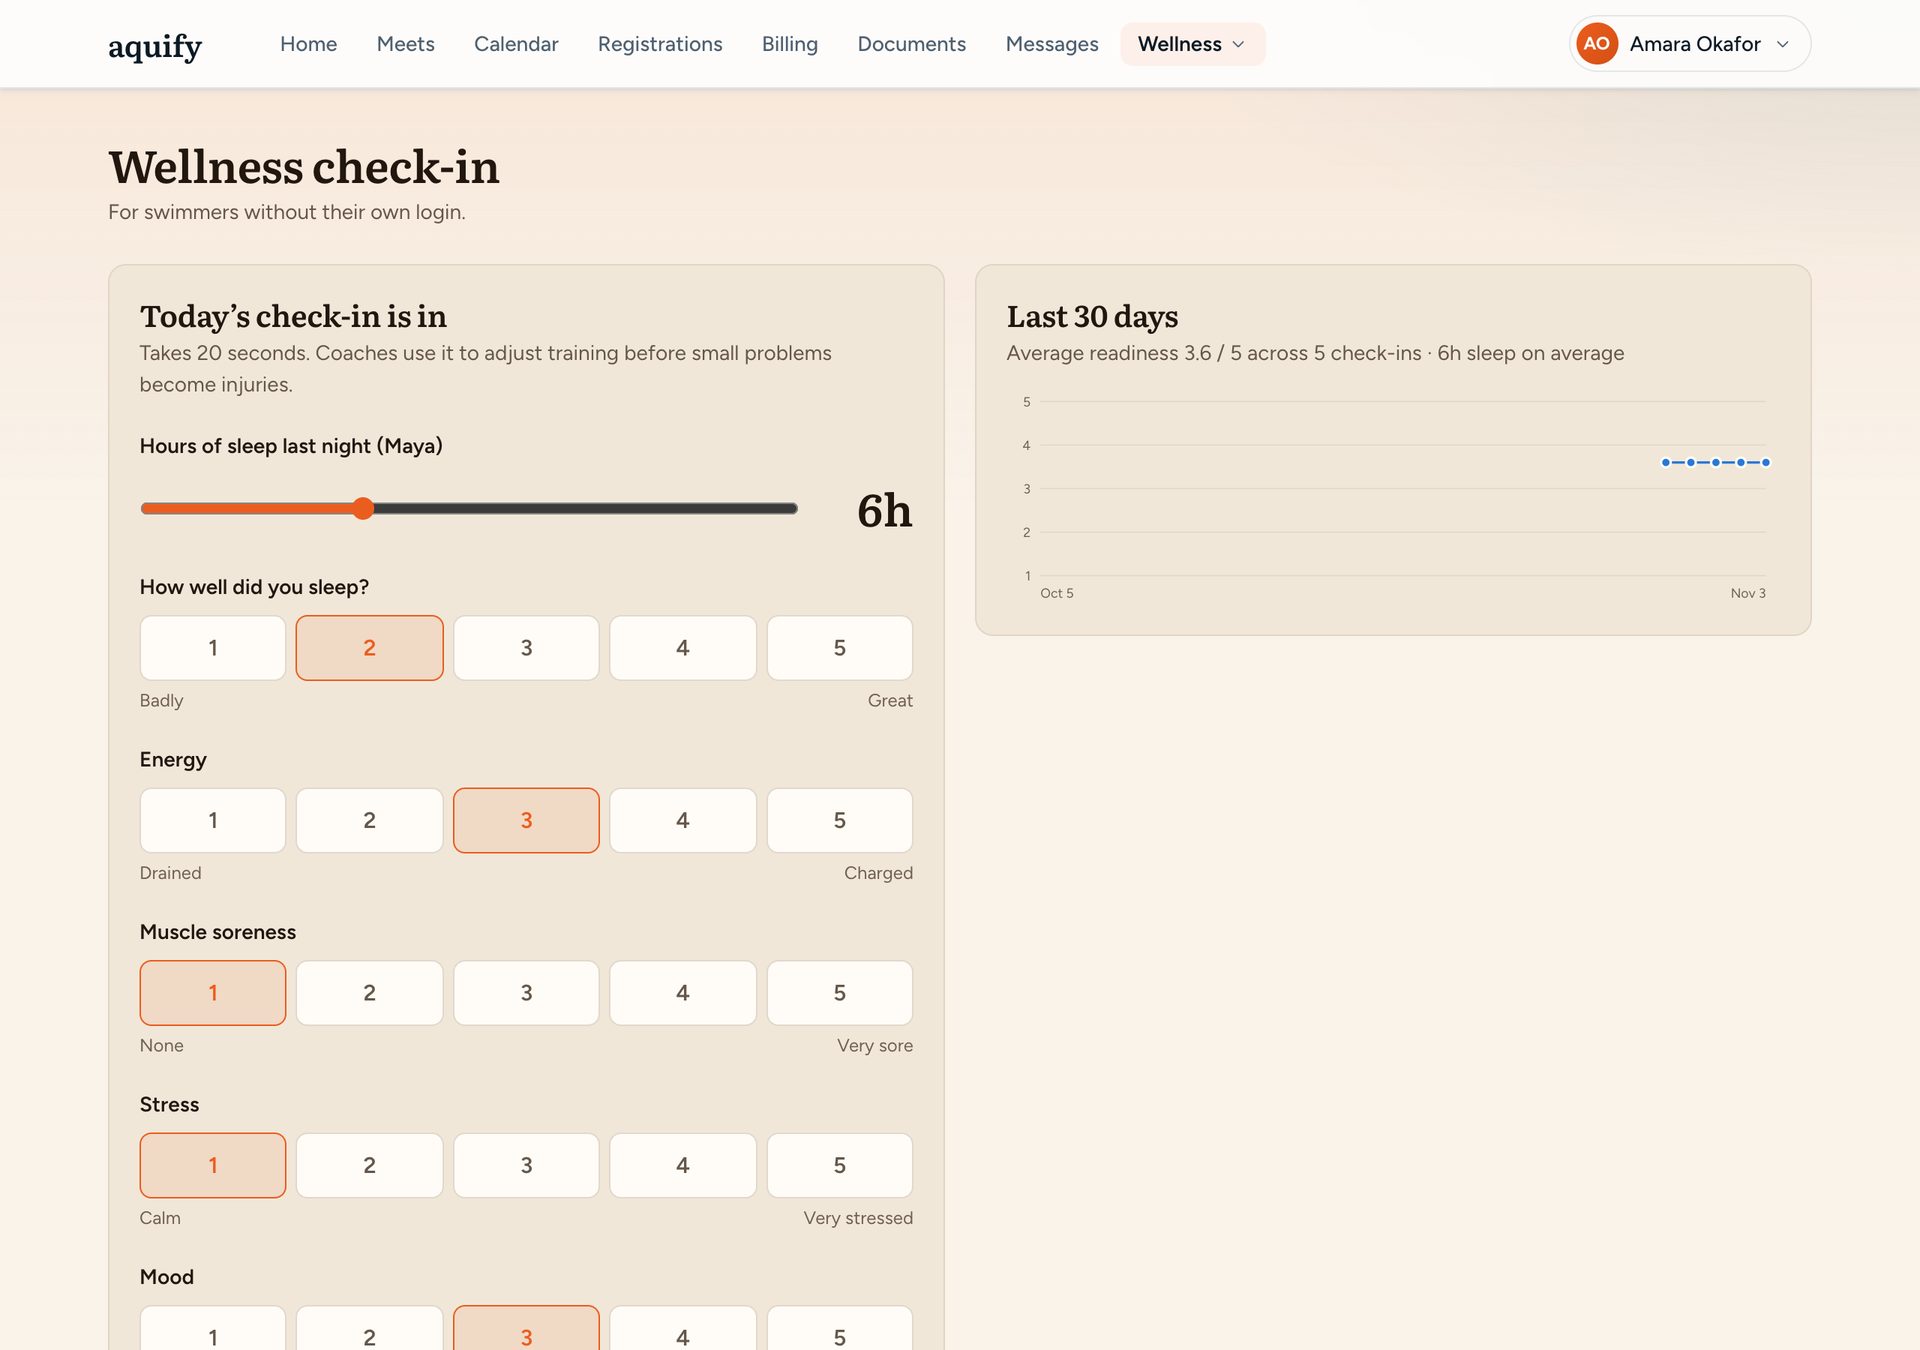 aquify
Home Meets Calendar Registrations Billing Documents Messages Wellness
AO Amara Okafor
Wellness check-in
For swimmers without their own login.
Today’s check-in is in
Takes 20 seconds. Coaches use it to adjust training before small problems
become injuries.
Hours of sleep last night (Maya)
6h
How well did you sleep?
1 2 3 4 5
Badly Great
Energy
1 2 3 4 5
Drained Charged
Muscle soreness
1 2 3 4 5
None Very sore
Stress
1 2 3 4 5
Calm Very stressed
Mood
1 2 3 4 5
Last 30 days
Average readiness 3.6 / 5 across 5 check-ins · 6h sleep on average
5
4
3
2
1
Oct 5 Nov 3